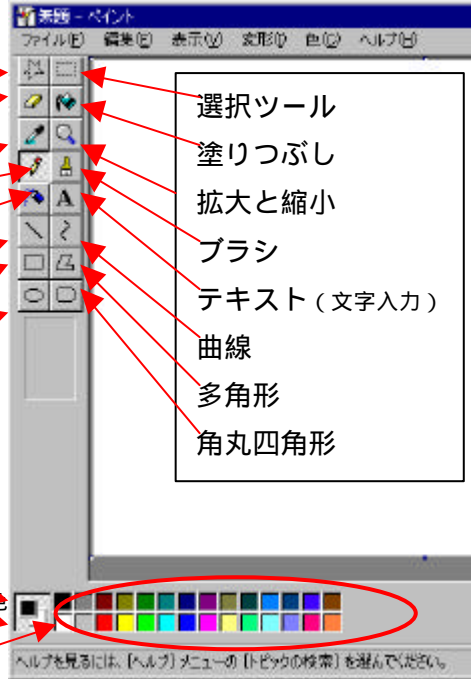 無題 - ペイント
ファイル(F) 編集(E) 表示(V) 変形(I) 色(C) ヘルプ(H)
選択ツール
塗りつぶし
拡大と縮小
ブラシ
A
テキスト(文字入力)
曲線
多角形
角丸四角形
色
ヘルプを見るには、[ヘルプ] メニューの [トピックの検索] を選んでください。